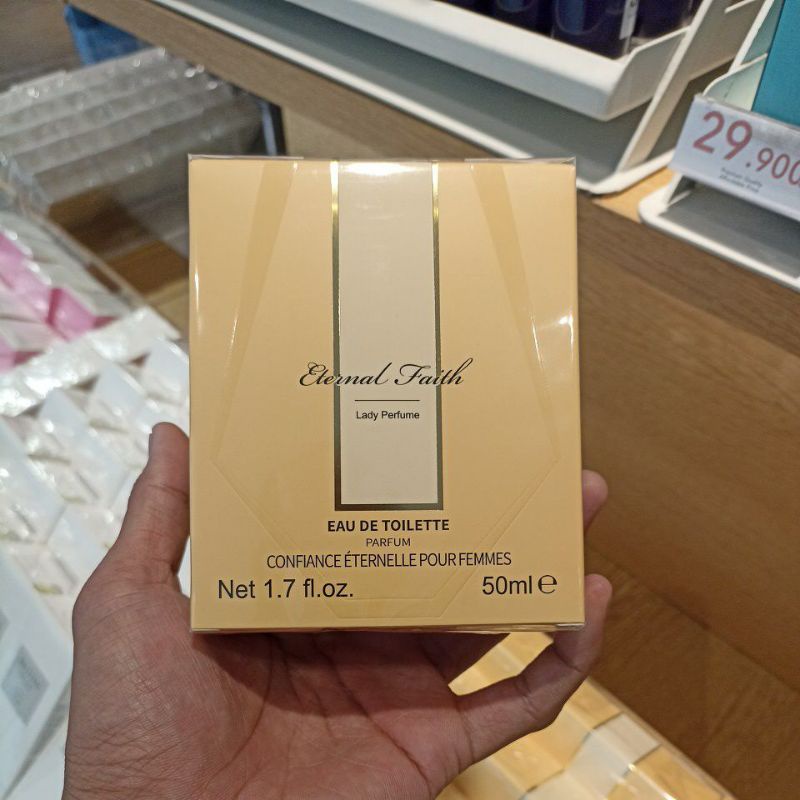 Eternal Faith
Lady Perfume
EAU DE TOILETTE
PARFUM
CONFIANCE ÉTERNELLE POUR FEMMES
Net 1.7 fl.oz.
50ml ℮
29.900